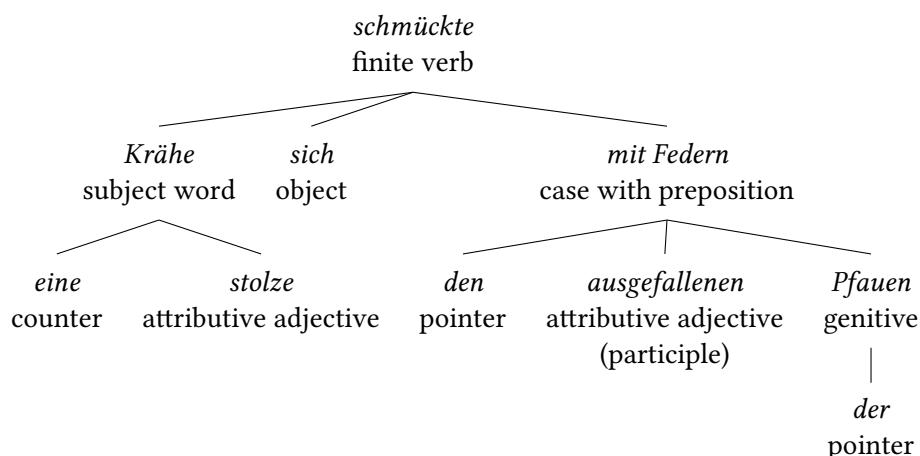 schmückte
finite verb
Krähe sich mit Federn
subject word object case with preposition
eine stolze den ausgefallenen Pfauen
counter attributive adjective pointer attributive adjective genitive
(participle)
der
pointer